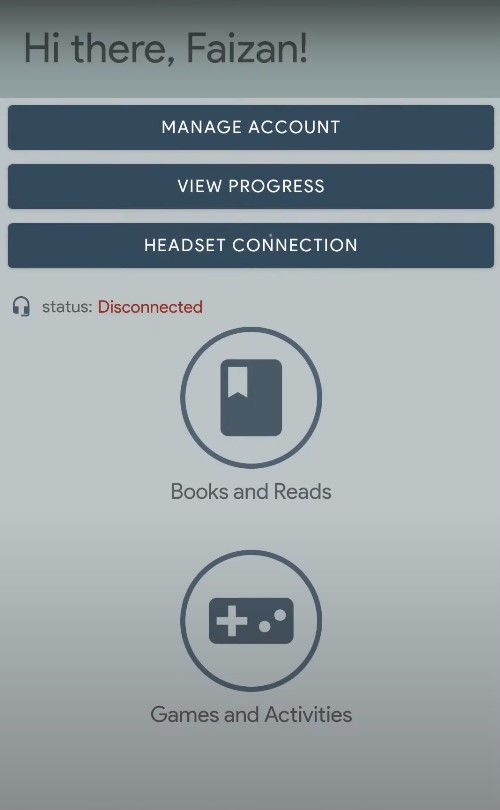 Hi there, Faizan!
MANAGE ACCOUNT
VIEW PROGRESS
HEADSET CONNECTION
status: Disconnected
Books and Reads
Games and Activities